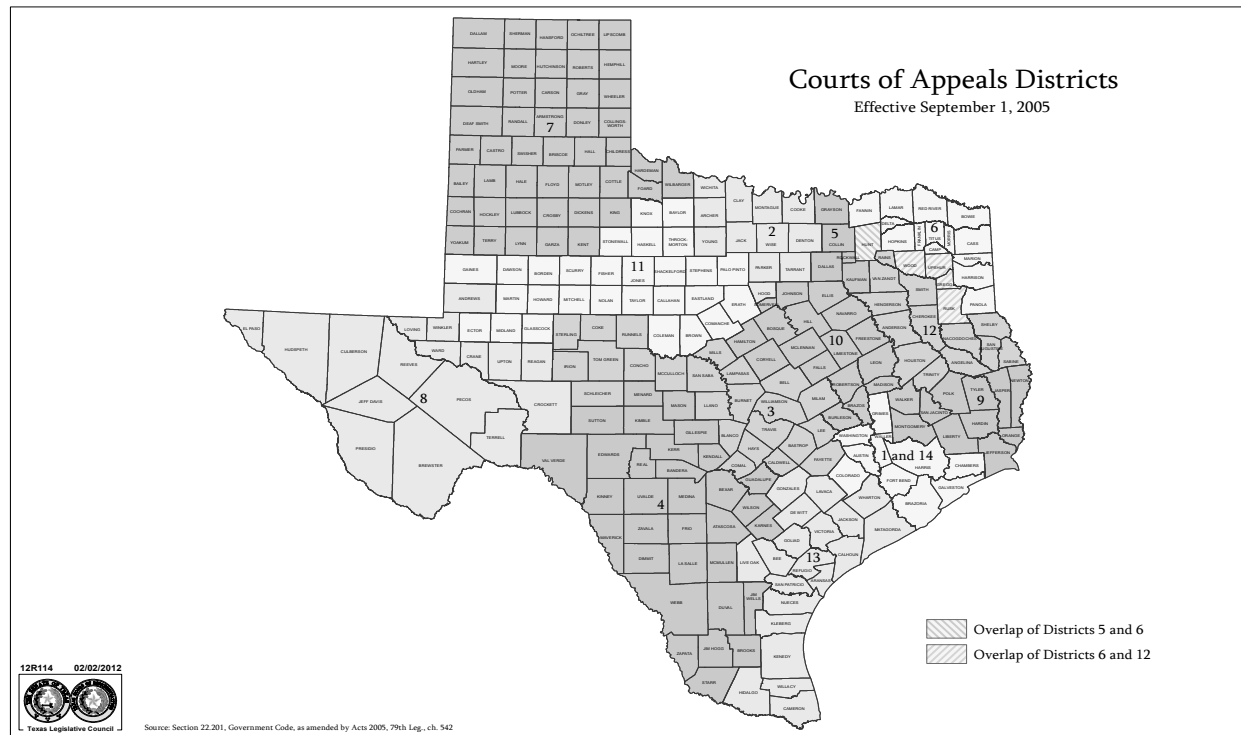 Courts of Appeals Districts
Effective September 1, 2005
DALLAM SHERMAN HANSFORD OCHILTREE LIPSCOMB
HARTLEY MOORE HUTCHINSON ROBERTS HEMPHILL
OLDHAM POTTER CARSON GRAY WHEELER
DEAF SMITH RANDALL ARMSTRONG DONLEY COLLINGS-
WORTH
7
PARMER CASTRO SWISHER BRISCOE HALL CHILDRESS
HARDEMAN
BAILEY LAMB HALE FLOYD MOTLEY COTTLE FOARD WILBARGER WICHITA
CLAY MONTAGUE COOKE GRAYSON FANNIN LAMAR RED RIVER BOWIE
COCHRAN HOCKLEY LUBBOCK CROSBY DICKENS KING KNOX BAYLOR ARCHER
DELTA
2 5 6
YOAKUM TERRY LYNN GARZA KENT STONEWALL HASKELL THROCK-
MORTON YOUNG JACK WISE DENTON COLLIN HUNT HOPKINS FRANKLIN TITUS MORRIS CASS
CAMP
ROCKWALL RAINS WOOD UPSHUR MARION
GAINES DAWSON BORDEN SCURRY FISHER JONES SHACKELFORD STEPHENS PALO PINTO PARKER TARRANT DALLAS KAUFMAN VAN ZANDT GREGG HARRISON
11
ANDREWS MARTIN HOWARD MITCHELL NOLAN TAYLOR CALLAHAN EASTLAND ERATH HOOD SOMERVELL JOHNSON ELLIS HENDERSON SMITH RUSK PANOLA
EL PASO LOVING WINKLER ECTOR MIDLAND GLASSCOCK STERLING COKE RUNNELS COLEMAN BROWN COMANCHE BOSQUE HILL NAVARRO ANDERSON CHEROKEE SHELBY
12
HUDSPETH CULBERSON REEVES WARD CRANE UPTON REAGAN IRION TOM GREEN CONCHO MCCULLOCH SAN SABA MILLS HAMILTON CORYELL MCLENNAN LIMESTONE FREESTONE NACOGDOCHES SAN
AUGUSTINE SABINE
10
JEFF DAVIS PECOS CROCKETT SCHLEICHER MENARD MASON LLANO LAMPASAS BURNET BELL FALLS ROBERTSON LEON HOUSTON ANGELINA TRINITY
8
PRESIDIO BREWSTER TERRELL SUTTON KIMBLE GILLESPIE BLANCO WILLIAMSON MILAM BRAZOS MADISON WALKER POLK TYLER JASPER NEWTON
3 9
TRAVIS LEE BURLESON GRIMES SAN JACINTO HARDIN
VAL VERDE EDWARDS REAL KERR BANDERA KENDALL HAYS BASTROP WASHINGTON MONTGOMERY LIBERTY ORANGE
COMAL CALDWELL FAYETTE AUSTIN WALLER HARRIS JEFFERSON
1 and 14
KINNEY UVALDE MEDINA BEXAR GUADALUPE GONZALES LAVACA COLORADO FORT BEND CHAMBERS
4
MAVERICK ZAVALA FRIO ATASCOSA WILSON KARNES DE WITT WHARTON BRAZORIA GALVESTON
DIMMIT LA SALLE MCMULLEN LIVE OAK BEE GOLIAD VICTORIA JACKSON MATAGORDA
13
REFUGIO CALHOUN
WEBB DUVAL JIM
WELLS SAN PATRICIO ARANSAS
NUECES
KLEBERG
ZAPATA JIM HOGG BROOKS KENEDY
STARR HIDALGO WILLACY
CAMERON
Overlap of Districts 5 and 6
Overlap of Districts 6 and 12
12R114 02/02/2012
Texas Legislative Council
Source: Section 22.201, Government Code, as amended by Acts 2005, 79th Leg., ch. 542